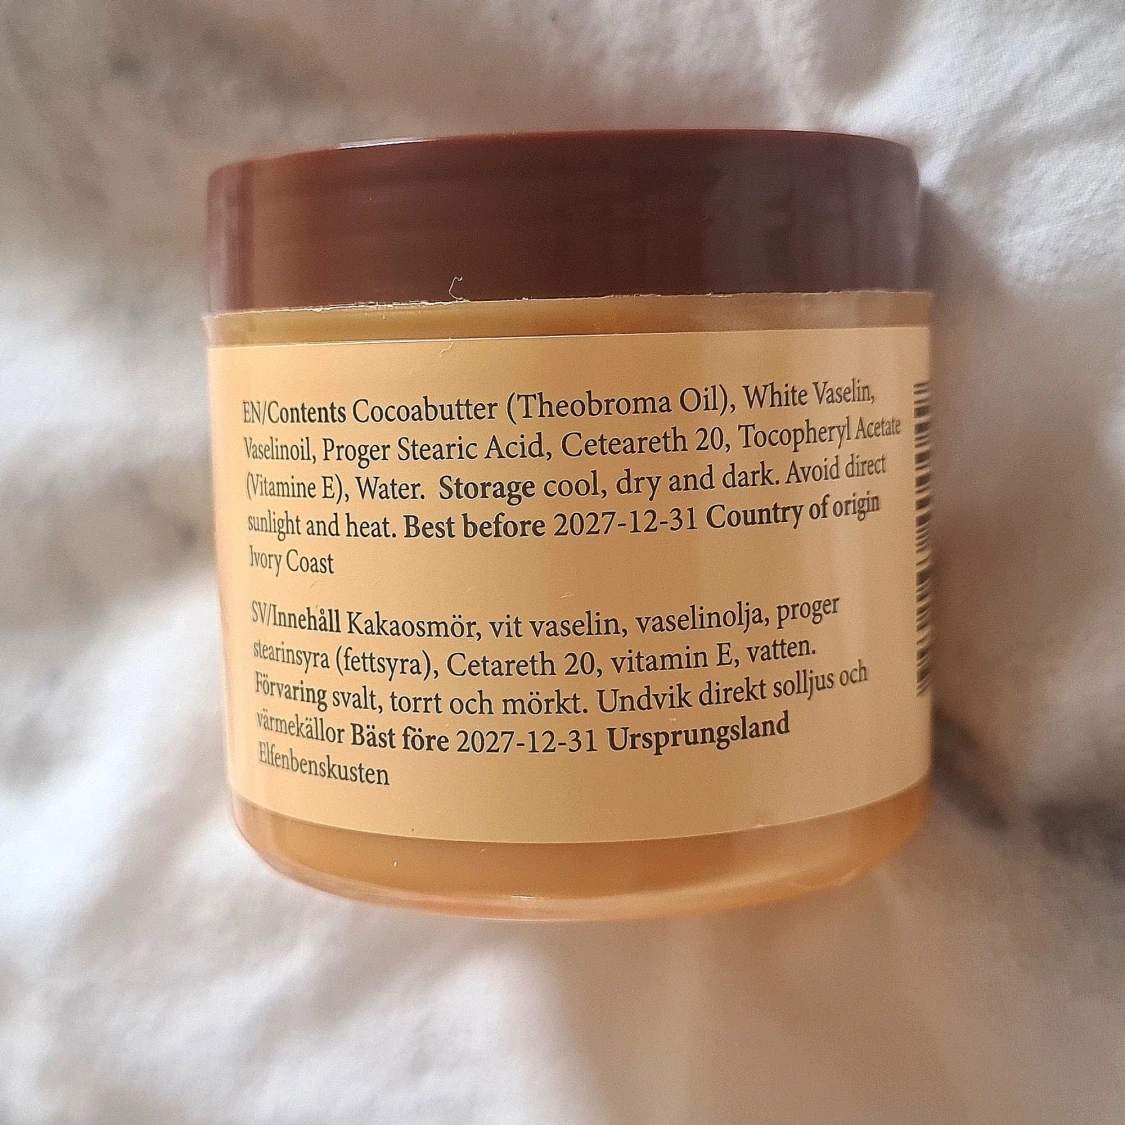 EN/Contents Cocoabutter (Theobroma Oil), White Vaselin,
Vaselinoil, Proger Stearic Acid, Ceteareth 20, Tocopheryl Acetate
(Vitamine E), Water. Storage cool, dry and dark. Avoid direct
sunlight and heat. Best before 2027-12-31 Country of origin
Ivory Coast
SV/Innehåll Kakaosmör, vit vaselin, vaselinolja, proger
stearinsyra (fettsyra), Cetareth 20, vitamin E, vatten.
Förvaring svalt, torrt och mörkt. Undvik direkt solljus och
värmekällor Bäst före 2027-12-31 Ursprungsland
Elfenbenskusten